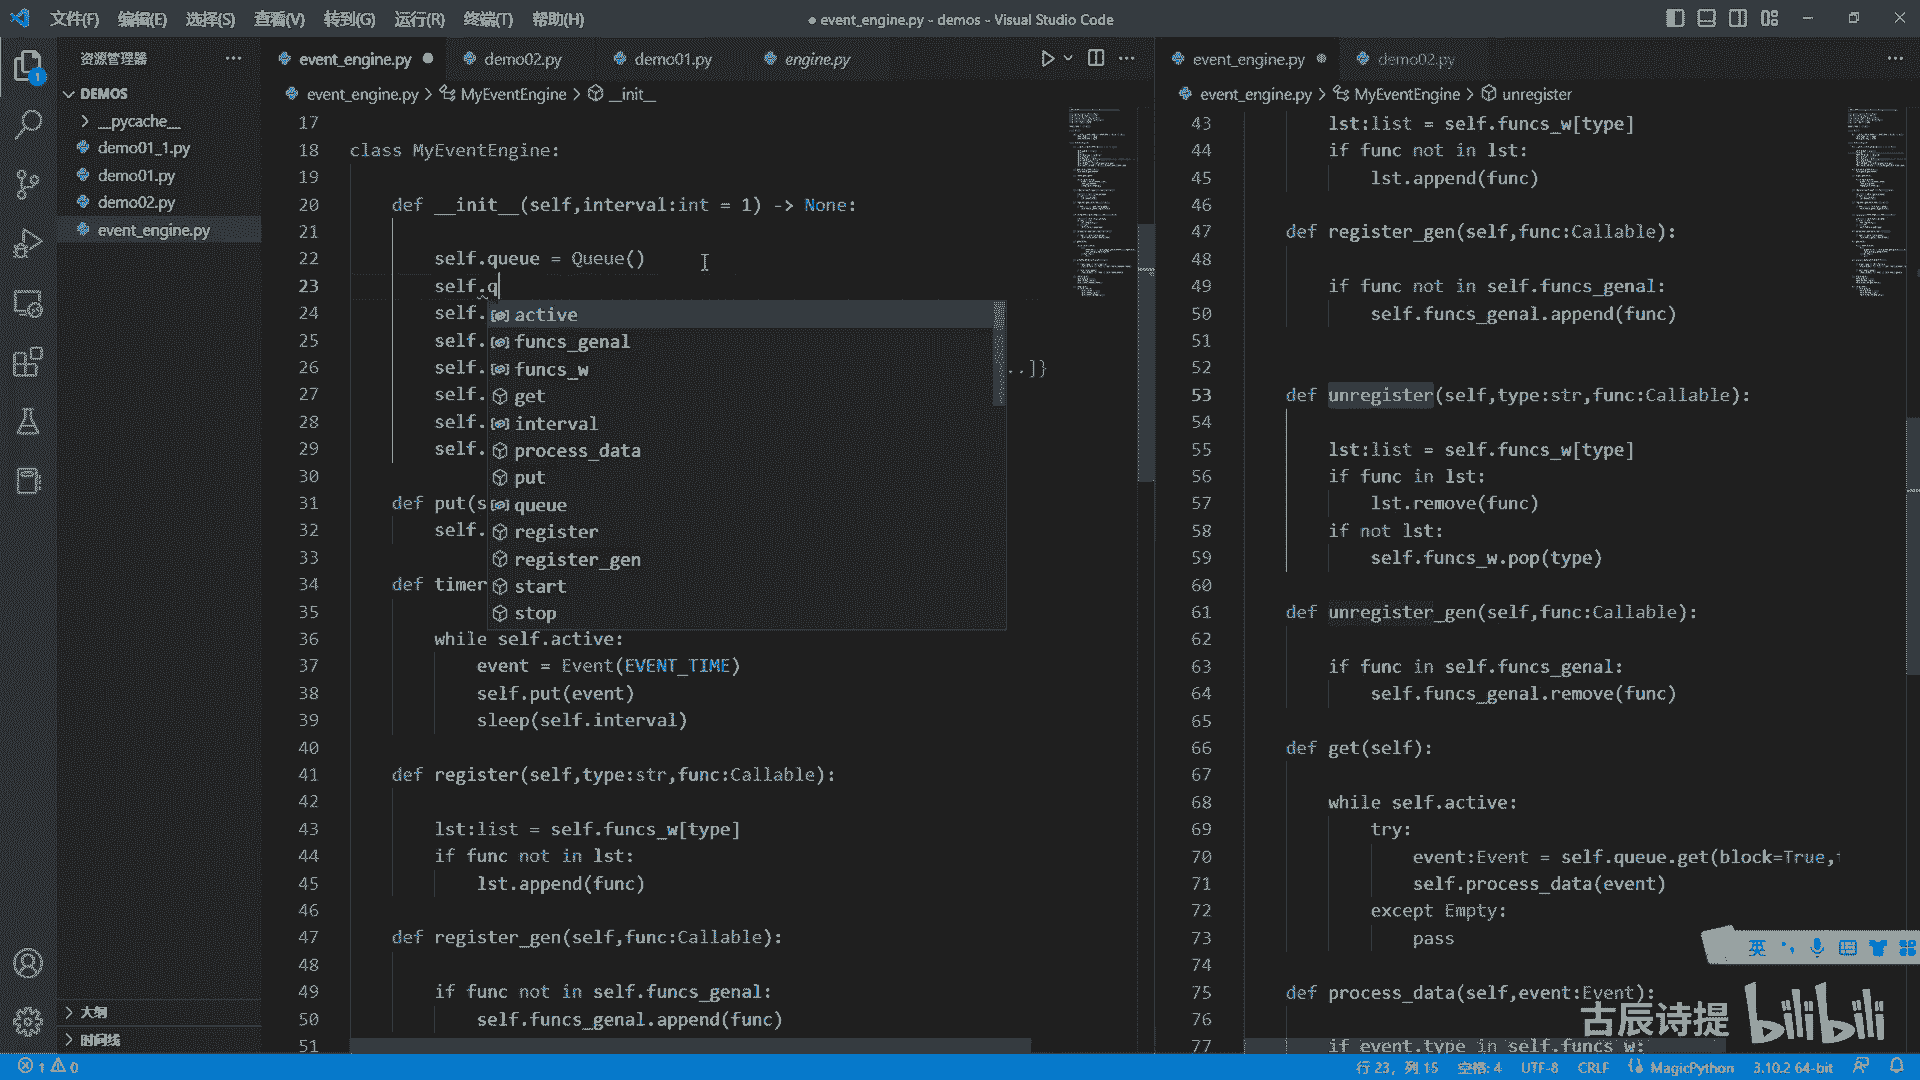 文件(F) 编辑(E) 选择(S) 查看(V) 转到(G) 运行(R) 终端(T) 帮助(H)
● event_engine.py - demos - Visual Studio Code
资源管理器
DEMOS
__pycache__
demo01_1.py
demo01.py
demo02.py
event_engine.py
大纲
时间线
event_engine.py demo02.py demo01.py engine.py
event_engine.py > MyEventEngine > __init__
17
18 class MyEventEngine:
19
20 def __init__(self,interval:int = 1) -> None:
21
22 self.queue = Queue()
23 self.q
24 self.
25 self.
26 self. ..]}
27 self.
28 self.
29 self.
30
31 def put(s
32 self.
33
34 def timer
35
36 while self.active:
37 event = Event(EVENT_TIME)
38 self.put(event)
39 sleep(self.interval)
40
41 def register(self,type:str,func:Callable):
42
43 lst:list = self.funcs_w[type]
44 if func not in lst:
45 lst.append(func)
46
47 def register_gen(self,func:Callable):
48
49 if func not in self.funcs_genal:
50 self.funcs_genal.append(func)
51
active
funcs_genal
funcs_w
get
interval
process_data
put
queue
register
register_gen
start
stop
event_engine.py demo02.py
event_engine.py > MyEventEngine > unregister
43 lst:list = self.funcs_w[type]
44 if func not in lst:
45 lst.append(func)
46
47 def register_gen(self,func:Callable):
48
49 if func not in self.funcs_genal:
50 self.funcs_genal.append(func)
51
52
53 def unregister(self,type:str,func:Callable):
54
55 lst:list = self.funcs_w[type]
56 if func in lst:
57 lst.remove(func)
58 if not lst:
59 self.funcs_w.pop(type)
60
61 def unregister_gen(self,func:Callable):
62
63 if func in self.funcs_genal:
64 self.funcs_genal.remove(func)
65
66 def get(self):
67
68 while self.active:
69 try:
70 event:Event = self.queue.get(block=True,
71 self.process_data(event)
72 except Empty:
73 pass
74
75 def process_data(self,event:Event):
76
77 if event.type in self.funcs_w:
英
古辰诗提 bilibili
1 0
行 23，列 15 空格: 4 UTF-8 CRLF MagicPython 3.10.2 64-bit